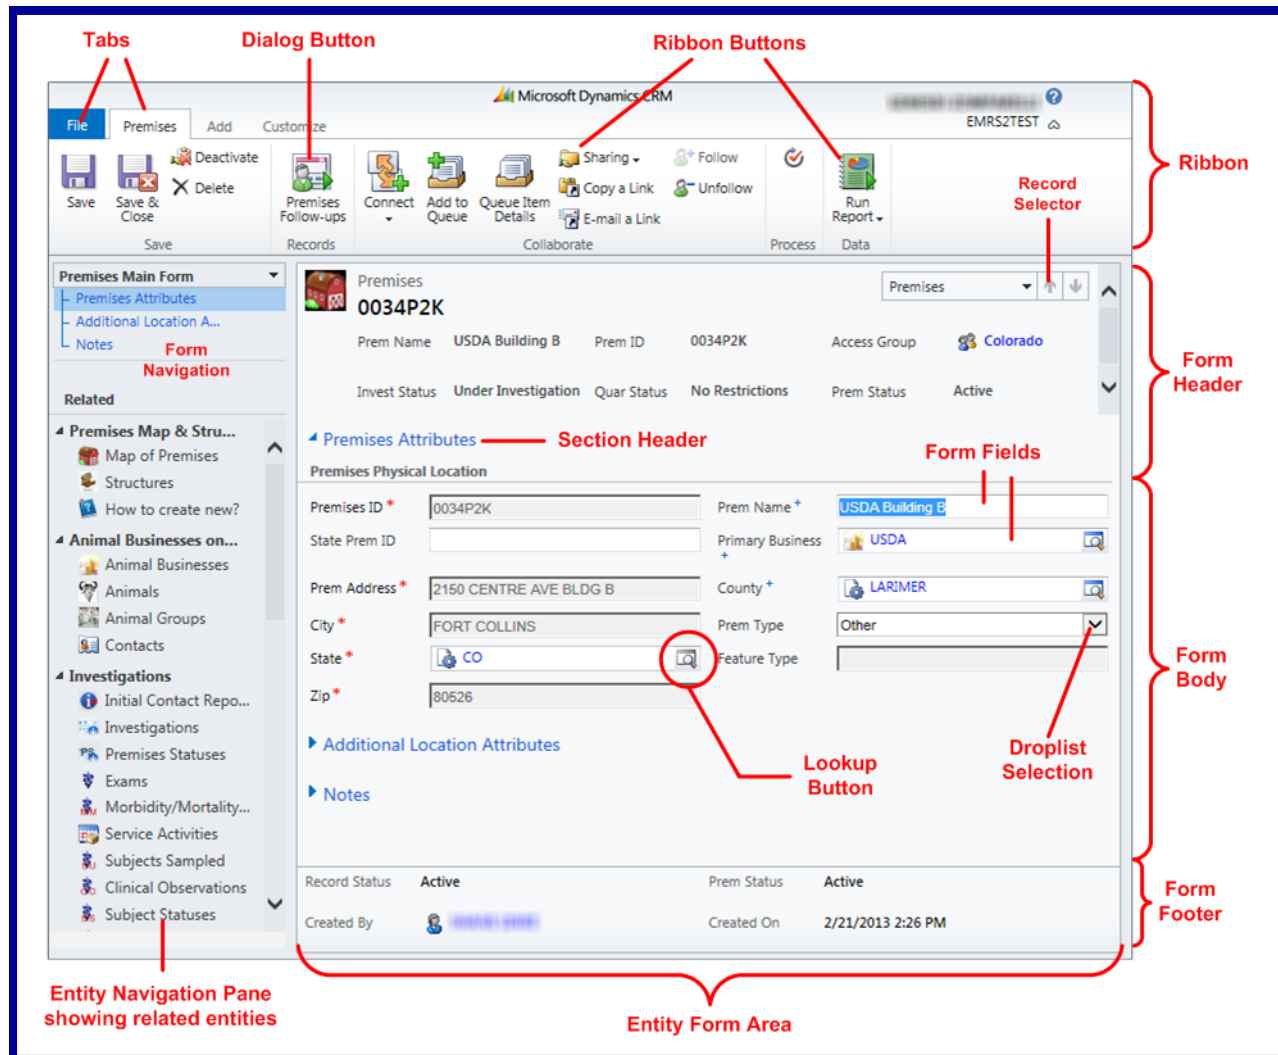 Tabs
Dialog Button
Ribbon Buttons
Microsoft Dynamics CRM
EMRS2TEST
File
Premises
Add
Customize
Save
Save & Close
Deactivate
Delete
Save
Premises Follow-ups
Records
Connect
Add to Queue
Queue Item Details
Sharing
Copy a Link
E-mail a Link
Follow
Unfollow
Collaborate
Process
Run Report
Data
Ribbon
Record Selector
Premises Main Form
Premises Attributes
Additional Location A...
Notes
Form Navigation
Related
Premises Map & Stru...
Map of Premises
Structures
How to create new?
Animal Businesses on...
Animal Businesses
Animals
Animal Groups
Contacts
Investigations
Initial Contact Repo...
Investigations
Premises Statuses
Exams
Morbidity/Mortality...
Service Activities
Subjects Sampled
Clinical Observations
Subject Statuses
Entity Navigation Pane
showing related entities
Premises
0034P2K
Premises
Prem Name USDA Building B Prem ID 0034P2K Access Group Colorado
Invest Status Under Investigation Quar Status No Restrictions Prem Status Active
Form Header
Premises Attributes
Section Header
Form Fields
Premises Physical Location
Premises ID * 0034P2K Prem Name + USDA Building B
State Prem ID Primary Business + USDA
Prem Address * 2150 CENTRE AVE BLDG B County + LARIMER
City * FORT COLLINS Prem Type Other
State * CO Feature Type
Zip * 80526
Form Body
Additional Location Attributes
Lookup Button
Droplist Selection
Notes
Record Status Active Prem Status Active
Created By Created On 2/21/2013 2:26 PM
Form Footer
Entity Form Area